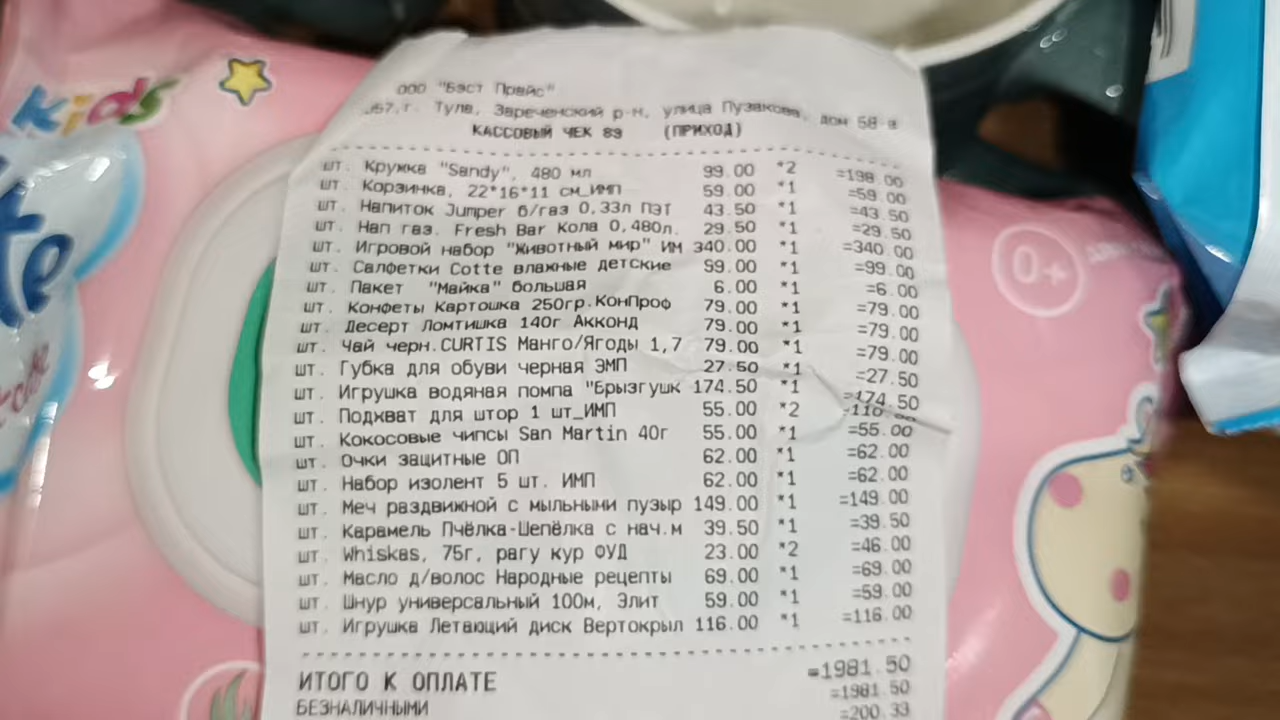 kids
tte
0+
ООО "Бэст Прайс"
057,г. Тула, Зареченский р-н, улица Пузакова, дом 58 а
КАССОВЫЙ ЧЕК 89 (ПРИХОД)
шт. Кружка "Sandy", 480 мл 99.00 *2 =198.00
шт. Корзинка, 22*16*11 см_ИМП 59.00 *1 =59.00
шт. Напиток Jumper б/газ 0,33л ПЭТ 43.50 *1 =43.50
шт. Нап газ. Fresh Bar Кола 0,480л. 29.50 *1 =29.50
шт. Игровой набор "Животный мир" ИМ 340.00 *1 =340.00
шт. Салфетки Cotte влажные детские 99.00 *1 =99.00
шт. Пакет "Майка" большая 6.00 *1 =6.00
шт. Конфеты Картошка 250гр.КонПроф 79.00 *1 =79.00
шт. Десерт Ломтишка 140г Акконд 79.00 *1 =79.00
шт. Чай черн.CURTIS Манго/Ягоды 1,7 79.00 *1 =79.00
шт. Губка для обуви черная ЭМП 27.50 *1 =27.50
шт. Игрушка водяная помпа "Брызгушк 174.50 *1 =174.50
шт. Подхват для штор 1 шт_ИМП 55.00 *2 =110.00
шт. Кокосовые чипсы San Martin 40г 55.00 *1 =55.00
шт. Очки защитные ОП 62.00 *1 =62.00
шт. Набор изолент 5 шт. ИМП 62.00 *1 =62.00
шт. Меч раздвижной с мыльными пузыр 149.00 *1 =149.00
шт. Карамель Пчёлка-Шепёлка с нач.м 39.50 *1 =39.50
шт. Whiskas, 75г, рагу кур ФУД 23.00 *2 =46.00
шт. Масло д/волос Народные рецепты 69.00 *1 =69.00
шт. Шнур универсальный 100м, Элит 59.00 *1 =59.00
шт. Игрушка Летающий диск Вертокрыл 116.00 *1 =116.00
ИТОГО К ОПЛАТЕ =1981.50
БЕЗНАЛИЧНЫМИ =1981.50
=200.33